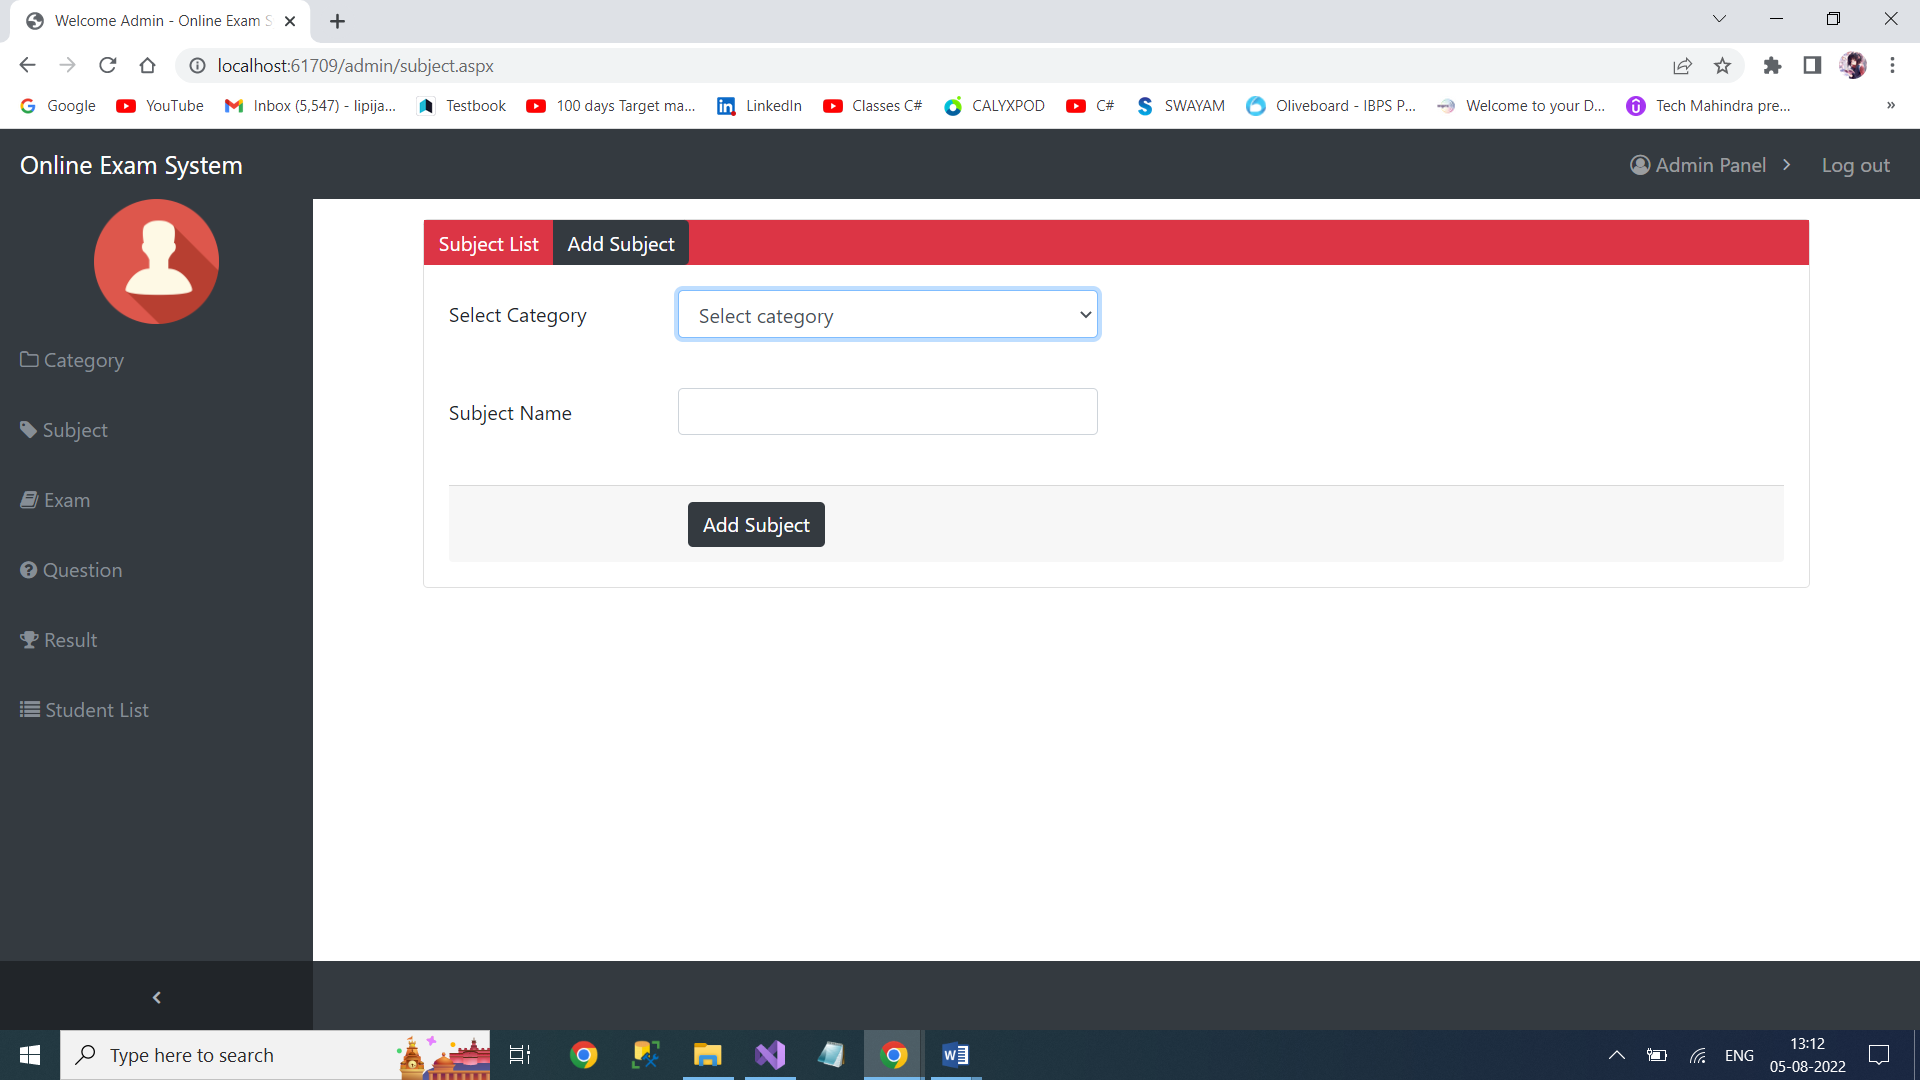 Welcome Admin - Online Exam S
localhost:61709/admin/subject.aspx
Google YouTube Inbox (5,547) - lipija... Testbook 100 days Target ma... LinkedIn Classes C# CALYXPOD C# SWAYAM Oliveboard - IBPS P... Welcome to your D... Tech Mahindra pre... »
Online Exam System
Admin Panel
Log out
Subject List
Add Subject
Select Category
Select category
Subject Name
Add Subject
Category
Subject
Exam
Question
Result
Student List
Type here to search
ENG
13:12
05-08-2022